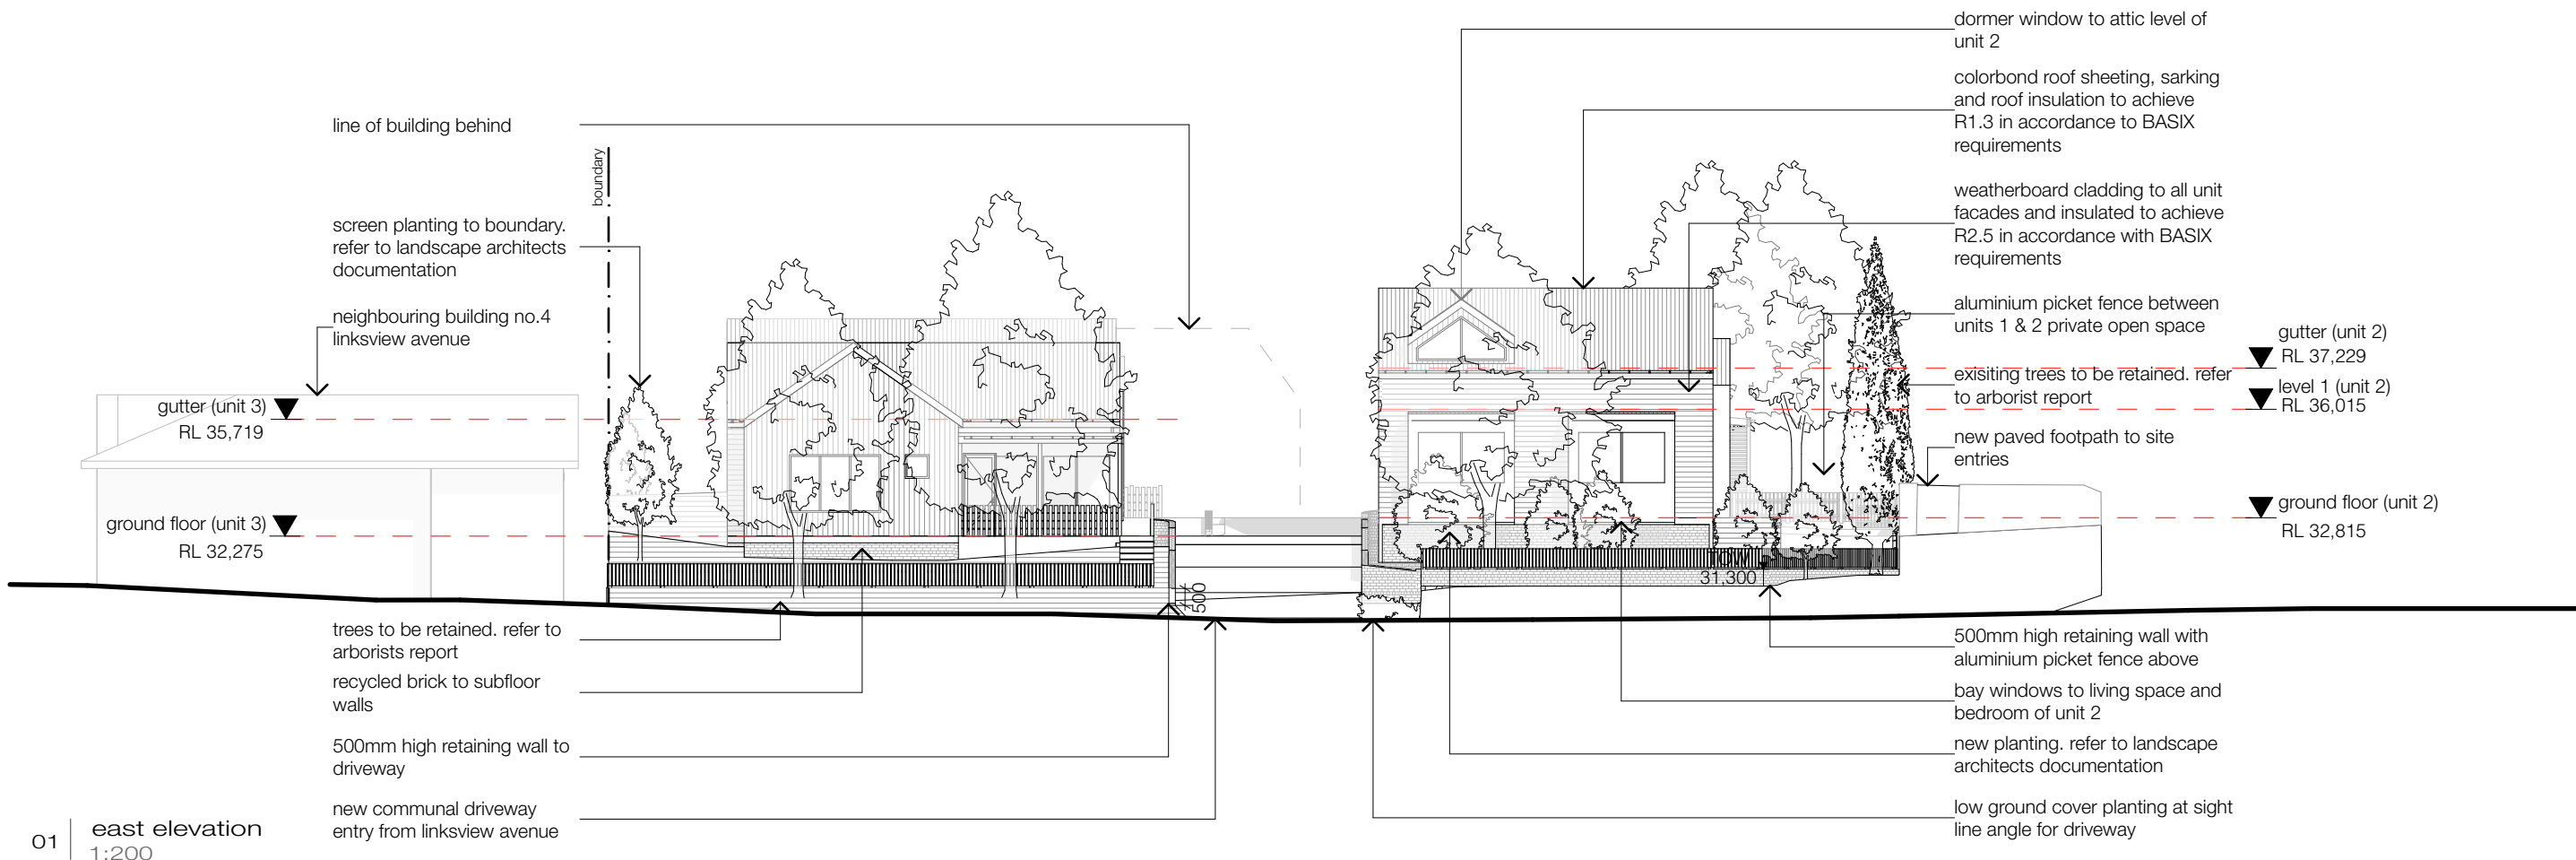 line of building behind
boundary
screen planting to boundary.
refer to landscape architects
documentation
neighbouring building no.4
linksview avenue
gutter (unit 3)
RL 35,719
ground floor (unit 3)
RL 32,275
trees to be retained. refer to
arborists report
recycled brick to subfloor
walls
500mm high retaining wall to
driveway
new communal driveway
entry from linksview avenue
500
TOW
31,300
dormer window to attic level of
unit 2
colorbond roof sheeting, sarking
and roof insulation to achieve
R1.3 in accordance to BASIX
requirements
weatherboard cladding to all unit
facades and insulated to achieve
R2.5 in accordance with BASIX
requirements
aluminium picket fence between
units 1 & 2 private open space
exisiting trees to be retained. refer
to arborist report
new paved footpath to site
entries
gutter (unit 2)
RL 37,229
level 1 (unit 2)
RL 36,015
ground floor (unit 2)
RL 32,815
500mm high retaining wall with
aluminium picket fence above
bay windows to living space and
bedroom of unit 2
new planting. refer to landscape
architects documentation
low ground cover planting at sight
line angle for driveway
01
east elevation
1:200